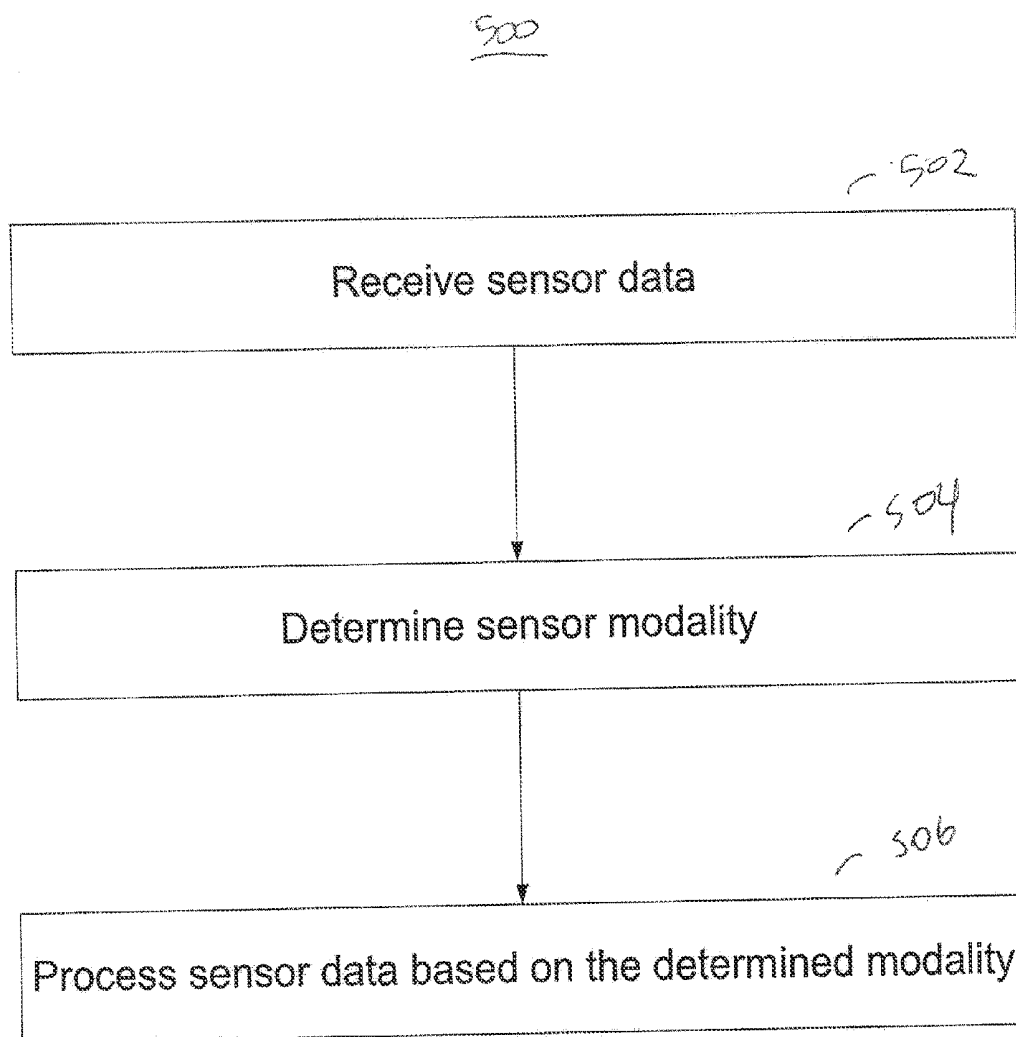 500
502
Receive sensor data
504
Determine sensor modality
506
Process sensor data based on the determined modality